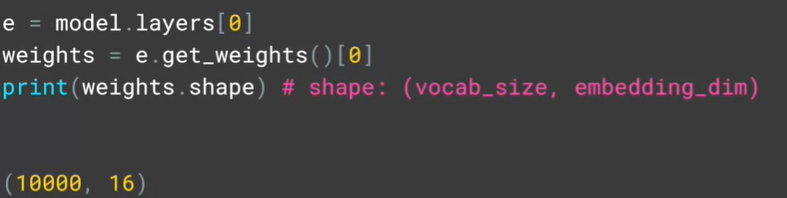 e = model.layers[0]
weights = e.get_weights()[0]
print(weights.shape) # shape: (vocab_size, embedding_dim)
(10000, 16)